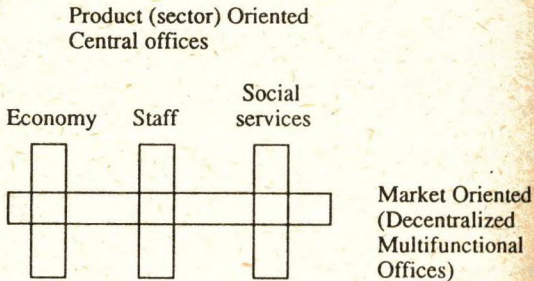 Product (sector) Oriented
Central offices
Economy
Staff
Social
services
Market Oriented
(Decentralized
Multifunctional
Offices)